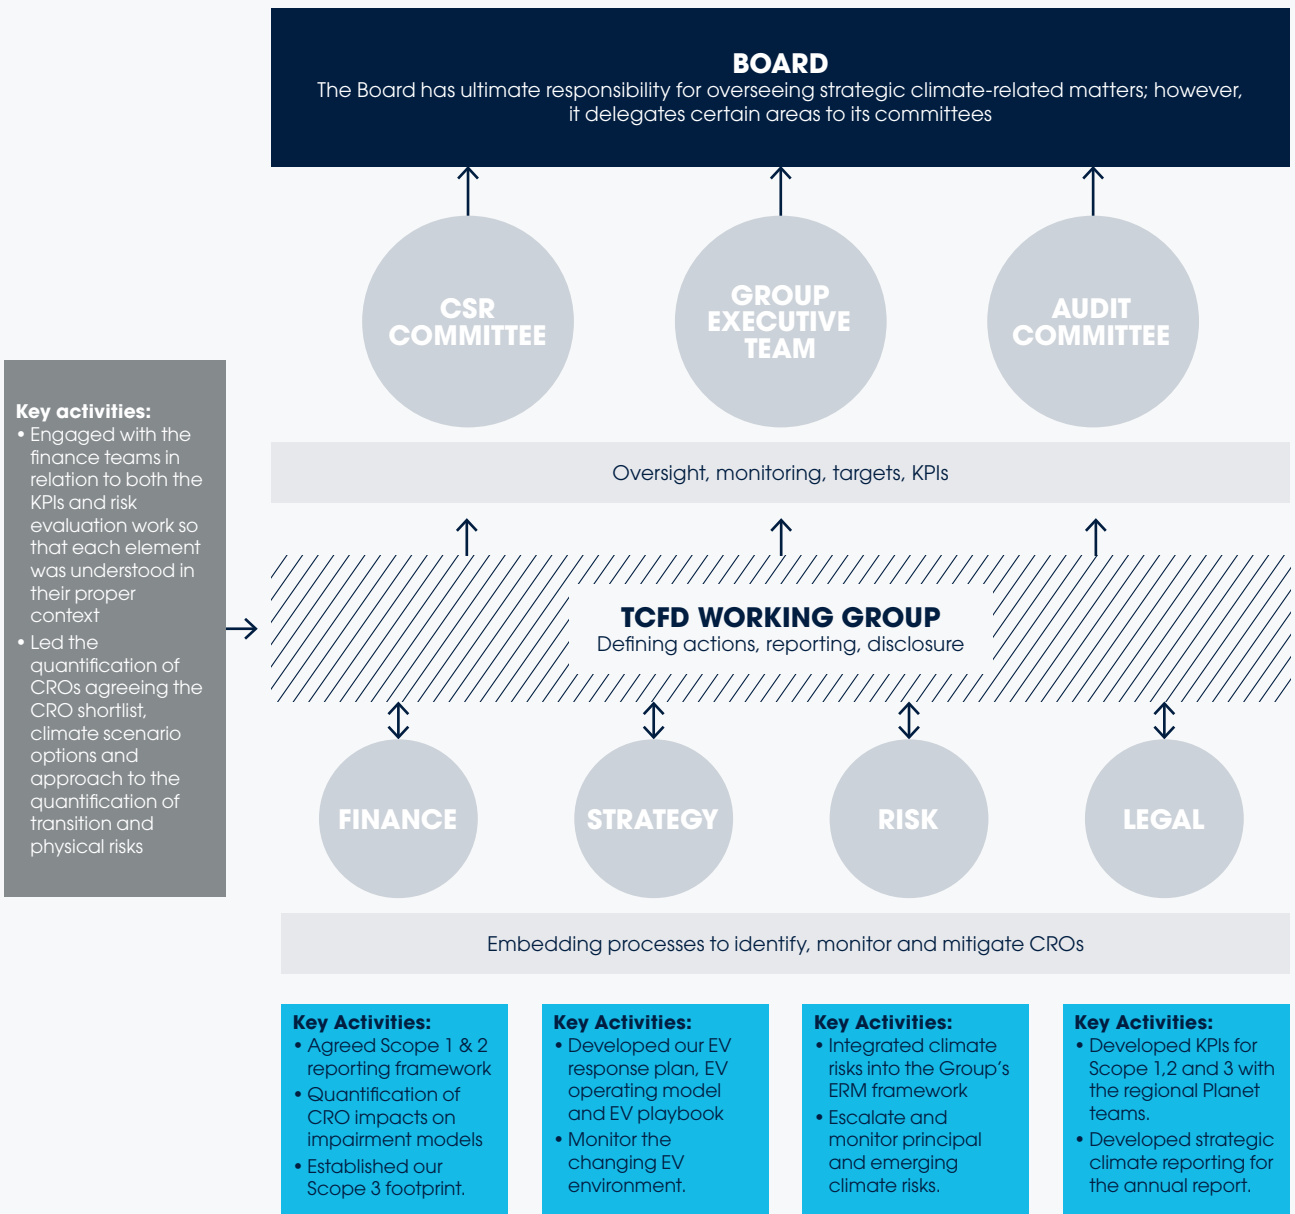 BOARD
The Board has ultimate responsibility for overseeing strategic climate-related matters; however,
it delegates certain areas to its committees
CSR
COMMITTEE
GROUP
EXECUTIVE
TEAM
AUDIT
COMMITTEE
Oversight, monitoring, targets, KPIs
Key activities:
• Engaged with the
finance teams in
relation to both the
KPIs and risk
evaluation work so
that each element
was understood in
their proper
context
• Led the
quantification of
CROs agreeing the
CRO shortlist,
climate scenario
options and
approach to the
quantification of
transition and
physical risks
TCFD WORKING GROUP
Defining actions, reporting, disclosure
FINANCE
STRATEGY
RISK
LEGAL
Embedding processes to identify, monitor and mitigate CROs
Key Activities:
• Agreed Scope 1 & 2
reporting framework
• Quantification of
CRO impacts on
impairment models
• Established our
Scope 3 footprint.
Key Activities:
• Developed our EV
response plan, EV
operating model
and EV playbook
• Monitor the
changing EV
environment.
Key Activities:
• Integrated climate
risks into the Group's
ERM framework
• Escalate and
monitor principal
and emerging
climate risks.
Key Activities:
• Developed KPIs for
Scope 1,2 and 3 with
the regional Planet
teams.
• Developed strategic
climate reporting for
the annual report.